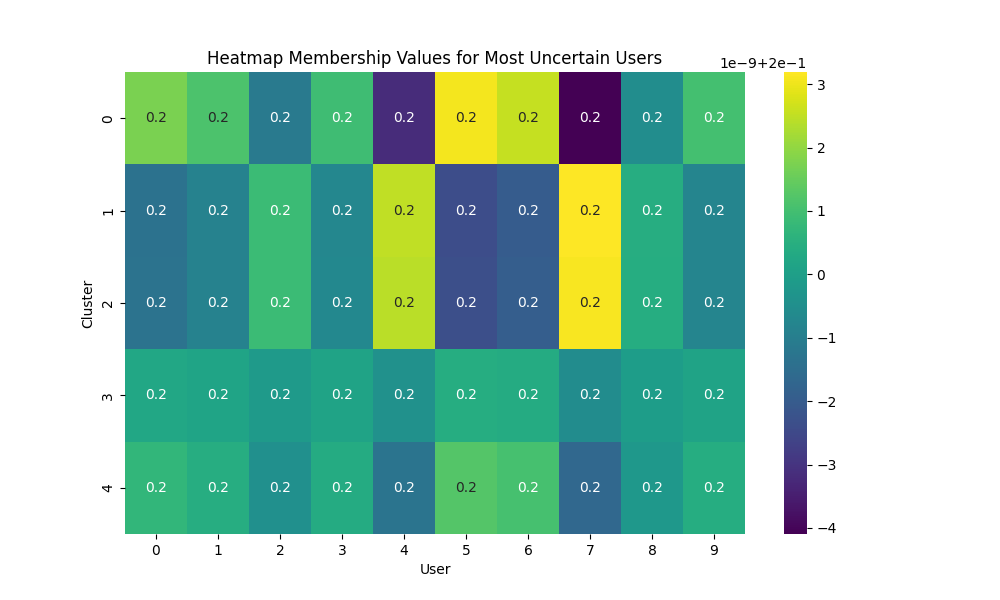 Heatmap Membership Values for Most Uncertain Users
1e−9+2e−1
0 0.2 0.2 0.2 0.2 0.2 0.2 0.2 0.2 0.2 0.2
1 0.2 0.2 0.2 0.2 0.2 0.2 0.2 0.2 0.2 0.2
2 0.2 0.2 0.2 0.2 0.2 0.2 0.2 0.2 0.2 0.2
3 0.2 0.2 0.2 0.2 0.2 0.2 0.2 0.2 0.2 0.2
4 0.2 0.2 0.2 0.2 0.2 0.2 0.2 0.2 0.2 0.2
Cluster
0 1 2 3 4 5 6 7 8 9
User
3
2
1
0
−1
−2
−3
−4